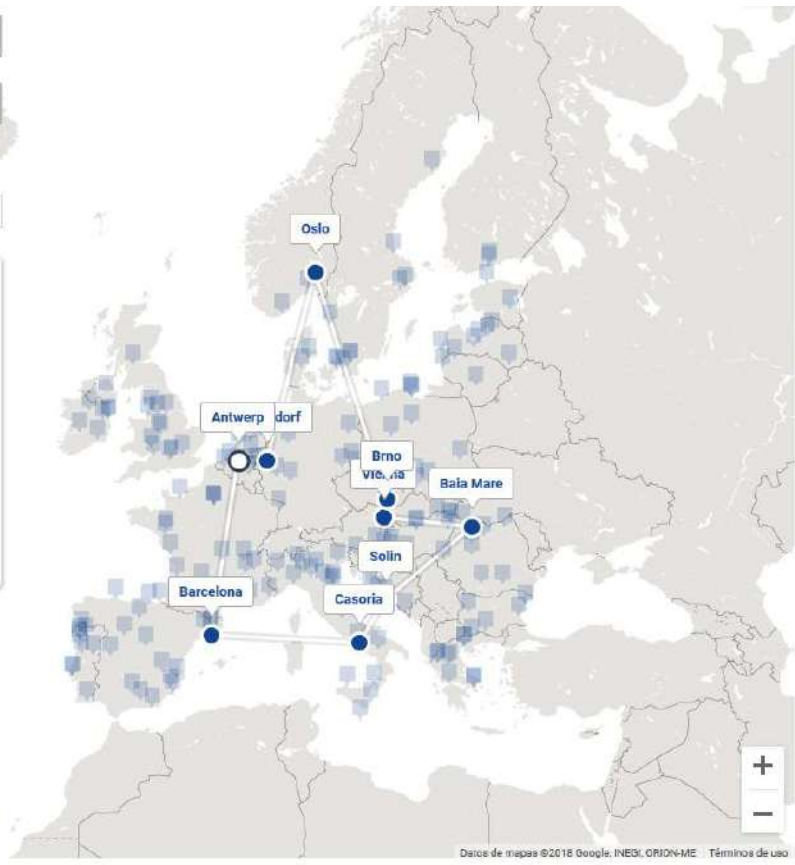 Oslo
Antwerp dorf
Brno
Vienna
Baia Mare
Solin
Barcelona
Casoria
+
−
Datos de mapas ©2018 Google, INEGI, ORION-ME Términos de uso